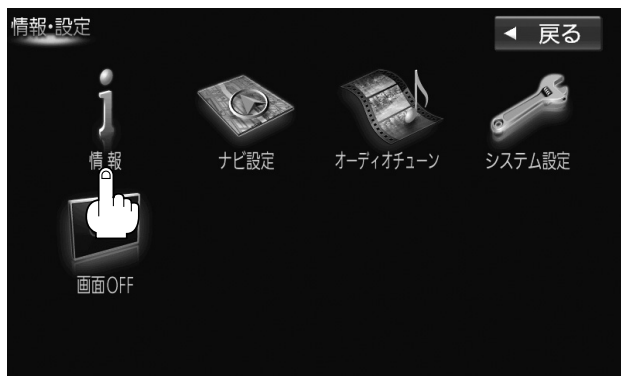 情報・設定
◀ 戻る
情報
ナビ設定
オーディオチューン
システム設定
画面OFF